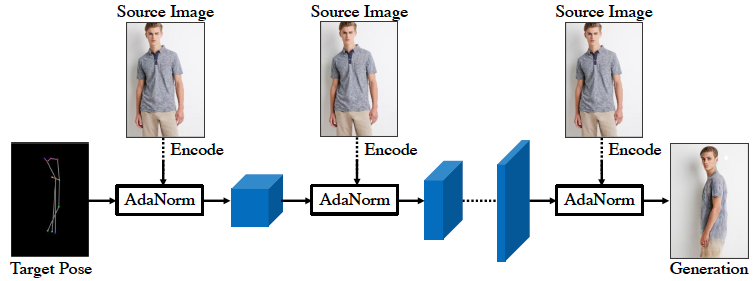 Source Image
Source Image
Source Image
Encode
Encode
Encode
AdaNorm
AdaNorm
AdaNorm
Target Pose
Generation